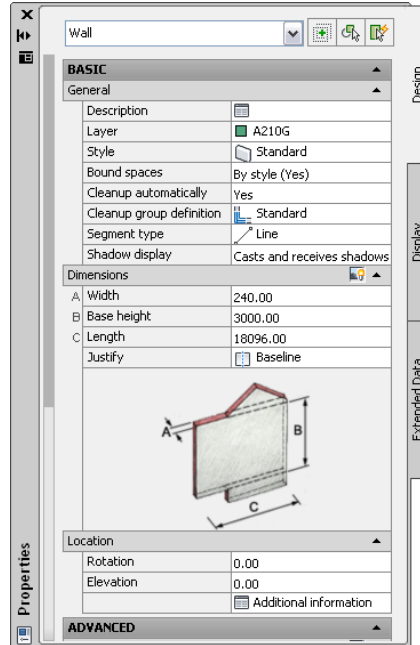 Wall
BASIC
General
Description
Layer A210G
Style Standard
Bound spaces By style (Yes)
Cleanup automatically Yes
Cleanup group definition Standard
Segment type Line
Shadow display Casts and receives shadows
Dimensions
A Width 240.00
B Base height 3000.00
C Length 18096.00
Justify Baseline
A
B
C
Location
Rotation 0.00
Elevation 0.00
Additional information
ADVANCED
Properties
Design
Display
Extended Data